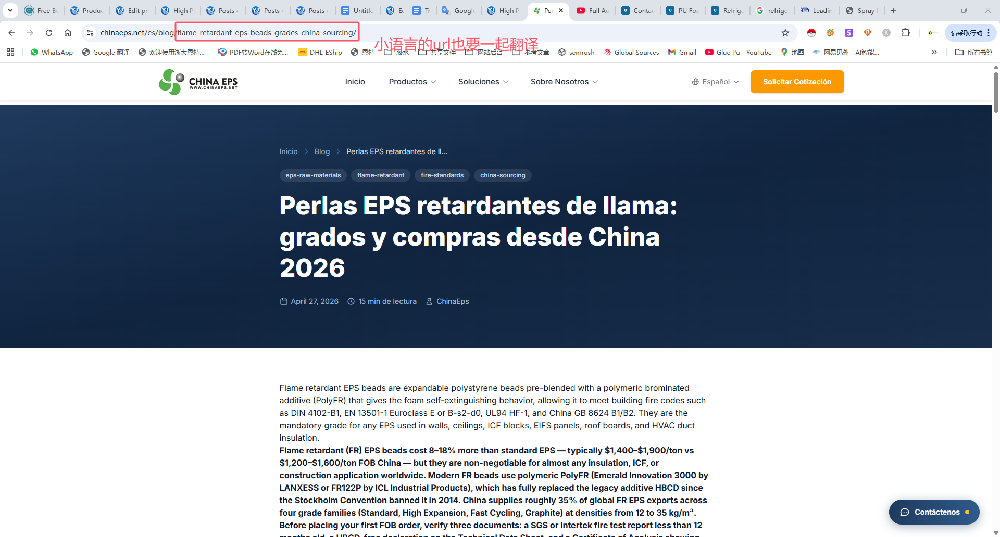 Free Bu
Produc
Edit pr
High P
Posts
Posts
Posts
Untitle
Ec
Tr
Google
High P
Pe
Full Au
Contac
PU Foa
Refrige
refrige
Leadin
Spray
chinaeps.net/es/blog/flame-retardant-eps-beads-grades-china-sourcing/
请采取行动
小语言的url也要一起翻译
WhatsApp
Google 翻译
欢迎使用浙大恩特...
PDF转Word在线免...
DHL-EShip
恩特
胶水
共享文件
网站后台
参考文章
semrush
Global Sources
Gmail
Glue Pu - YouTube
地图
网易见外 - AI智能...
所有书签
CHINA EPS
WWW.CHINAEPS.NET
Inicio
Productos
Soluciones
Sobre Nosotros
Español
Solicitar Cotización
Inicio > Blog > Perlas EPS retardantes de ll...
eps-raw-materials
flame-retardant
fire-standards
china-sourcing
Perlas EPS retardantes de llama:
grados y compras desde China
2026
April 27, 2026
15 min de lectura
ChinaEps
Flame retardant EPS beads are expandable polystyrene beads pre-blended with a polymeric brominated
additive (PolyFR) that gives the foam self-extinguishing behavior, allowing it to meet building fire codes such
as DIN 4102-B1, EN 13501-1 Euroclass E or B-s2-d0, UL94 HF-1, and China GB 8624 B1/B2. They are the
mandatory grade for any EPS used in walls, ceilings, ICF blocks, EIFS panels, roof boards, and HVAC duct
insulation.
Flame retardant (FR) EPS beads cost 8–18% more than standard EPS — typically $1,400–$1,900/ton vs
$1,200–$1,600/ton FOB China — but they are non-negotiable for almost any insulation, ICF, or
construction application worldwide. Modern FR beads use polymeric PolyFR (Emerald Innovation 3000 by
LANXESS or FR122P by ICL Industrial Products), which has fully replaced the legacy additive HBCD since
the Stockholm Convention banned it in 2014. China supplies roughly 35% of global FR EPS exports across
four grade families (Standard, High Expansion, Fast Cycling, Graphite) at densities from 12 to 35 kg/m³.
Before placing your first FOB order, verify three documents: a SGS or Intertek fire test report less than 12
months old, a HBCD-free declaration on the Technical Data Sheet, and a Certificate of Analysis showing
Contáctenos